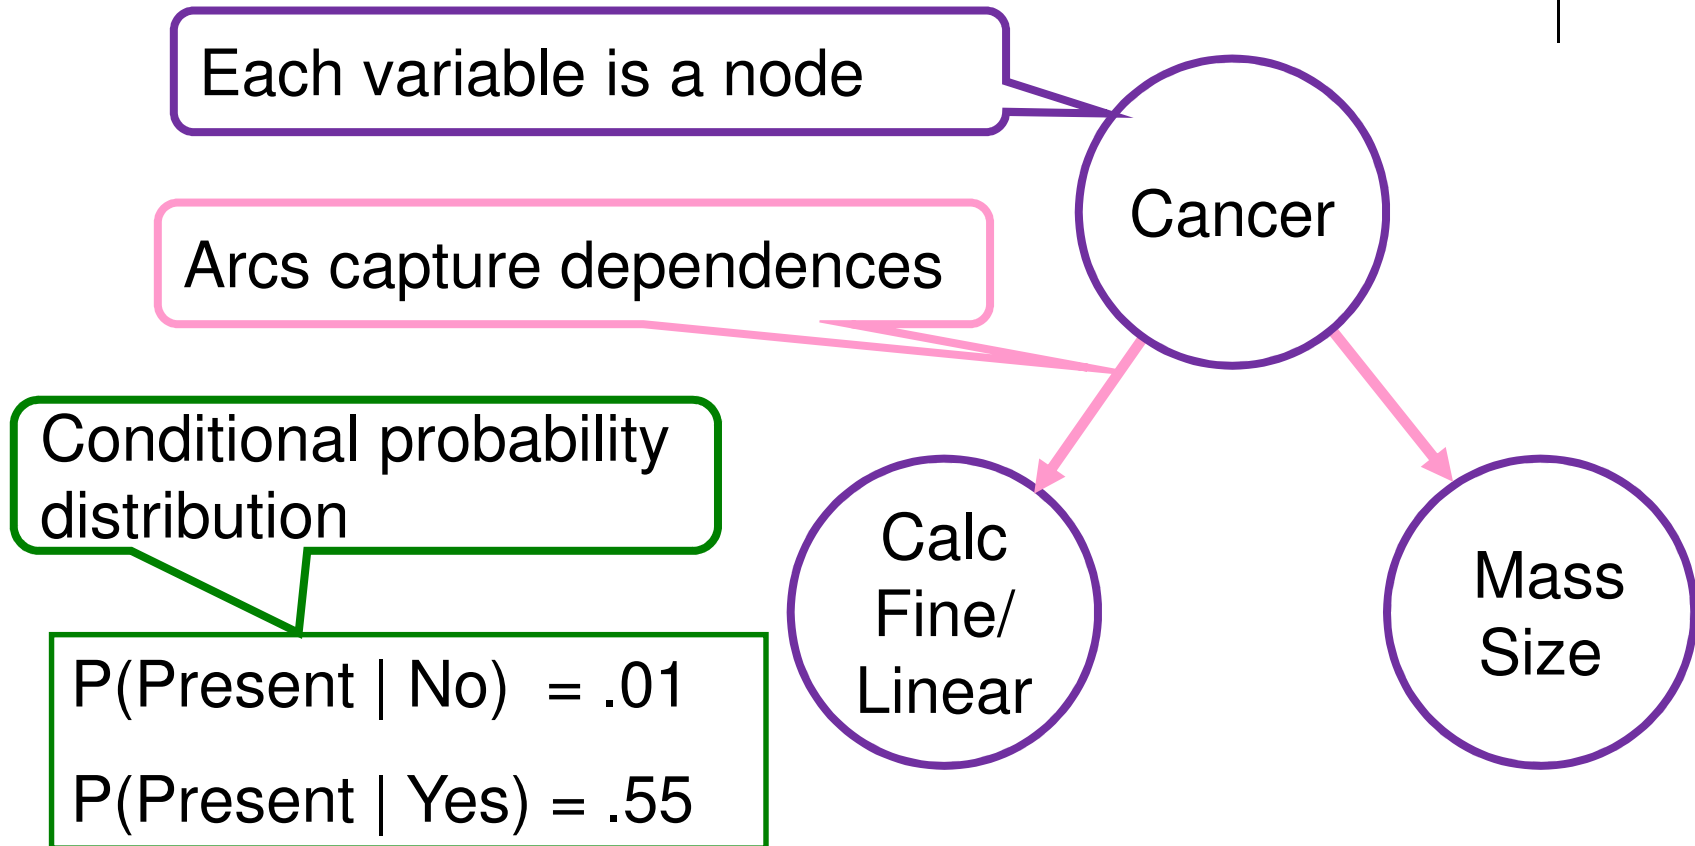 Each variable is a node
Cancer
Arcs capture dependences
Conditional probability
distribution
P(Present | No) = .01
P(Present | Yes) = .55
Calc
Fine/
Linear
Mass
Size